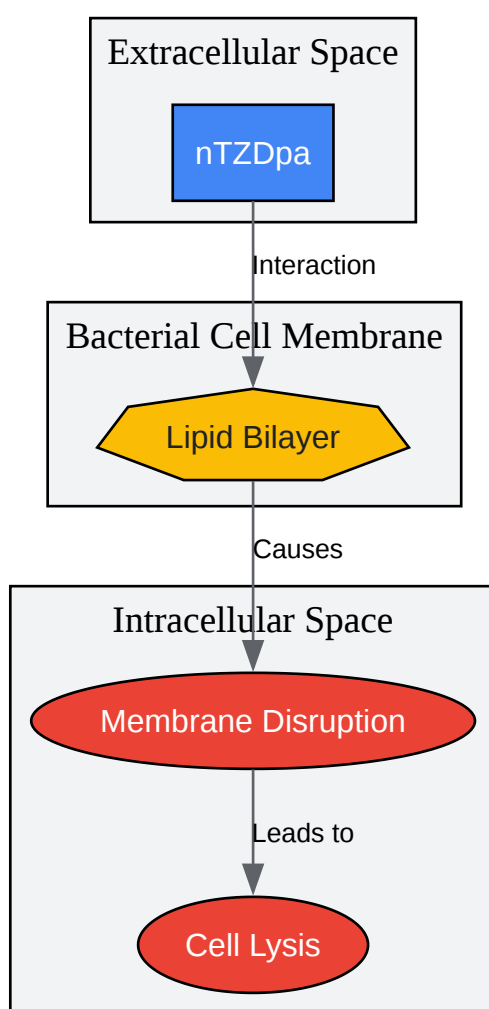 Extracellular Space
nTZDpa
Interaction
Bacterial Cell Membrane
Lipid Bilayer
Causes
Intracellular Space
Membrane Disruption
Leads to
Cell Lysis